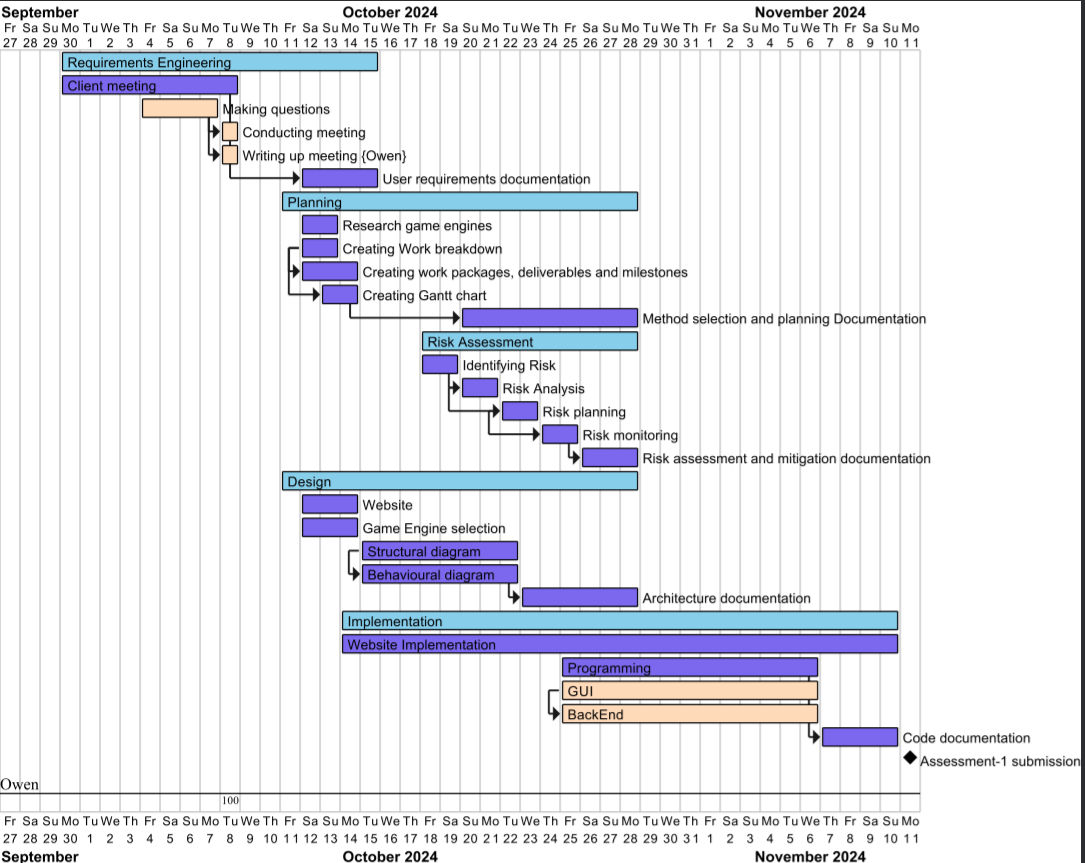 September October 2024 November 2024
Fr Sa Su Mo Tu We Th Fr Sa Su Mo Tu We Th Fr Sa Su Mo Tu We Th Fr Sa Su Mo Tu We Th Fr Sa Su Mo Tu We Th Fr Sa Su Mo Tu We Th Fr Sa Su Mo
27 28 29 30 1 2 3 4 5 6 7 8 9 10 11 12 13 14 15 16 17 18 19 20 21 22 23 24 25 26 27 28 29 30 31 1 2 3 4 5 6 7 8 9 10 11
Requirements Engineering
Client meeting
Making questions
Conducting meeting
Writing up meeting {Owen}
User requirements documentation
Planning
Research game engines
Creating Work breakdown
Creating work packages, deliverables and milestones
Creating Gantt chart
Method selection and planning Documentation
Risk Assessment
Identifying Risk
Risk Analysis
Risk planning
Risk monitoring
Risk assessment and mitigation documentation
Design
Website
Game Engine selection
Structural diagram
Behavioural diagram
Architecture documentation
Implementation
Website Implementation
Programming
GUI
BackEnd
Code documentation
Assessment-1 submission
Owen
100
Fr Sa Su Mo Tu We Th Fr Sa Su Mo Tu We Th Fr Sa Su Mo Tu We Th Fr Sa Su Mo Tu We Th Fr Sa Su Mo Tu We Th Fr Sa Su Mo Tu We Th Fr Sa Su Mo
27 28 29 30 1 2 3 4 5 6 7 8 9 10 11 12 13 14 15 16 17 18 19 20 21 22 23 24 25 26 27 28 29 30 31 1 2 3 4 5 6 7 8 9 10 11
September October 2024 November 2024